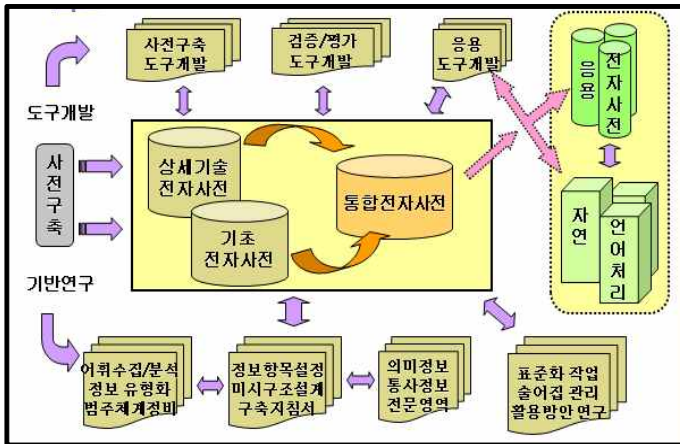 사전구축
도구개발
검증/평가
도구개발
응용
도구개발
도구개발
사전구축
기반연구
상세기술
전자사전
기초
전자사전
통합전자사전
응용
전자사전
자연
언어처리
어휘수집/분석
정보 유형화
범주체계정비
정보항목설정
미시구조설계
구축지침서
의미정보
통사정보
전문영역
표준화 작업
술어집 관리
활용방안 연구